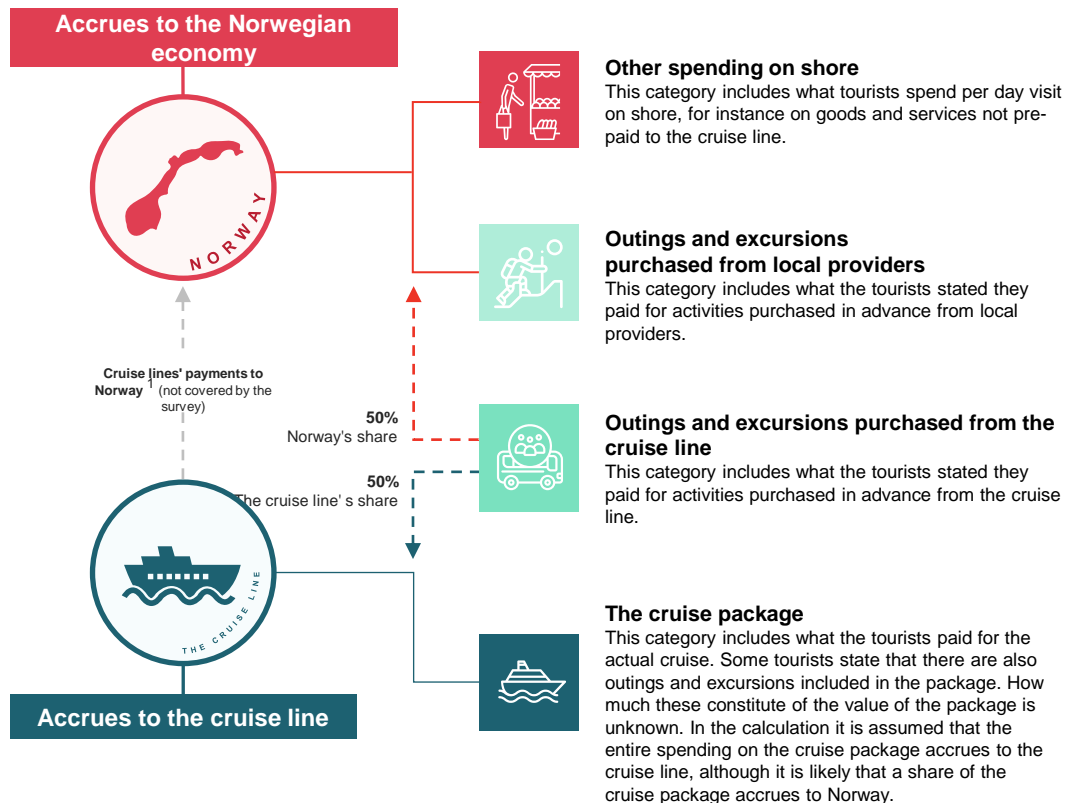 Accrues to the Norwegian
economy
NORWAY
Other spending on shore
This category includes what tourists spend per day visit
on shore, for instance on goods and services not pre-
paid to the cruise line.
Outings and excursions
purchased from local providers
This category includes what the tourists stated they
paid for activities purchased in advance from local
providers.
Cruise lines' payments to
Norway 1 (not covered by the
survey)
50%
Norway's share
50%
The cruise line' s share
Outings and excursions purchased from the
cruise line
This category includes what the tourists stated they
paid for activities purchased in advance from the cruise
line.
THE CRUISE LINE
Accrues to the cruise line
The cruise package
This category includes what the tourists paid for the
actual cruise. Some tourists state that there are also
outings and excursions included in the package. How
much these constitute of the value of the package is
unknown. In the calculation it is assumed that the
entire spending on the cruise package accrues to the
cruise line, although it is likely that a share of the
cruise package accrues to Norway.